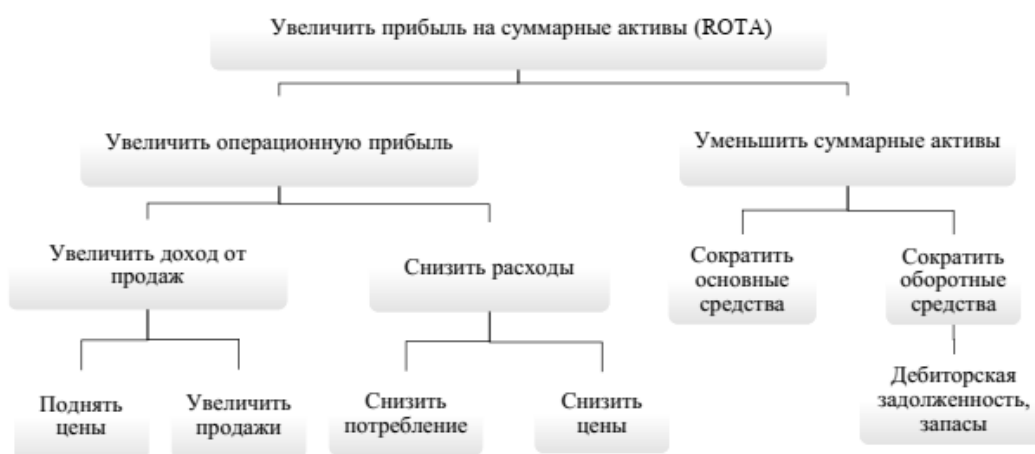 Увеличить прибыль на суммарные активы (ROTA)
Увеличить операционную прибыль
Уменьшить суммарные активы
Увеличить доход от
продаж
Снизить расходы
Сократить
основные
средства
Сократить
оборотные
средства
Поднять
цены
Увеличить
продажи
Снизить
потребление
Снизить
цены
Дебиторская
задолженность,
запасы